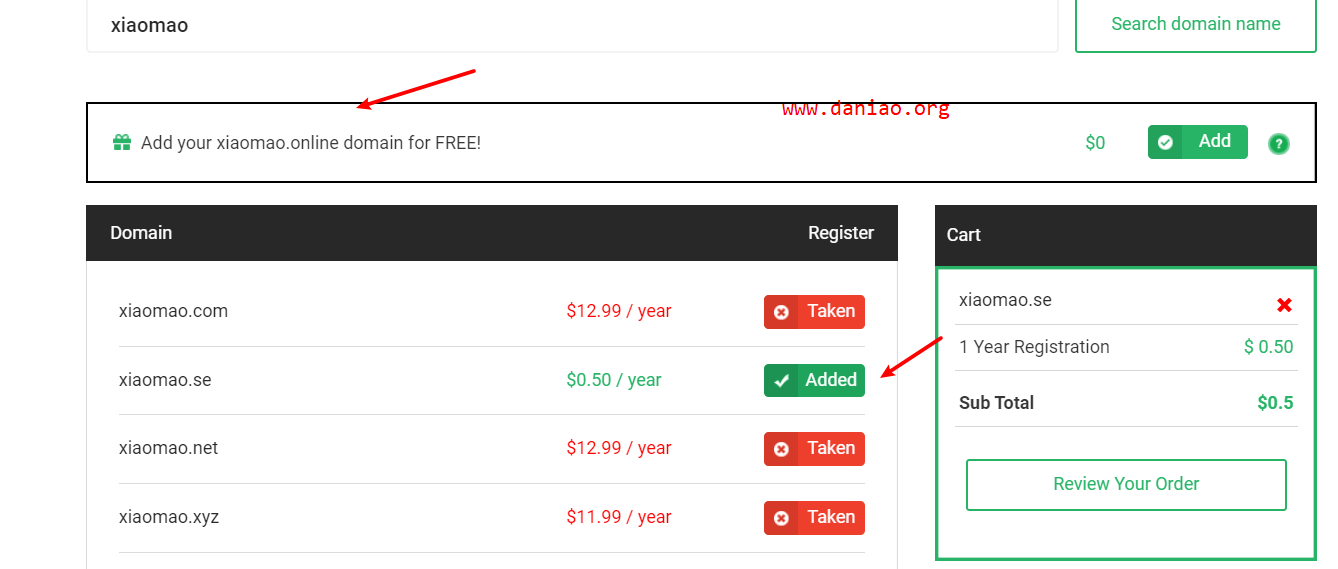 xiaomao
Search domain name
www.daniao.org
Add your xiaomao.online domain for FREE!
$0
Add
?
Domain
Register
xiaomao.com
$12.99 / year
Taken
xiaomao.se
$0.50 / year
Added
xiaomao.net
$12.99 / year
Taken
xiaomao.xyz
$11.99 / year
Taken
Cart
xiaomao.se
1 Year Registration
$ 0.50
Sub Total
$0.5
Review Your Order